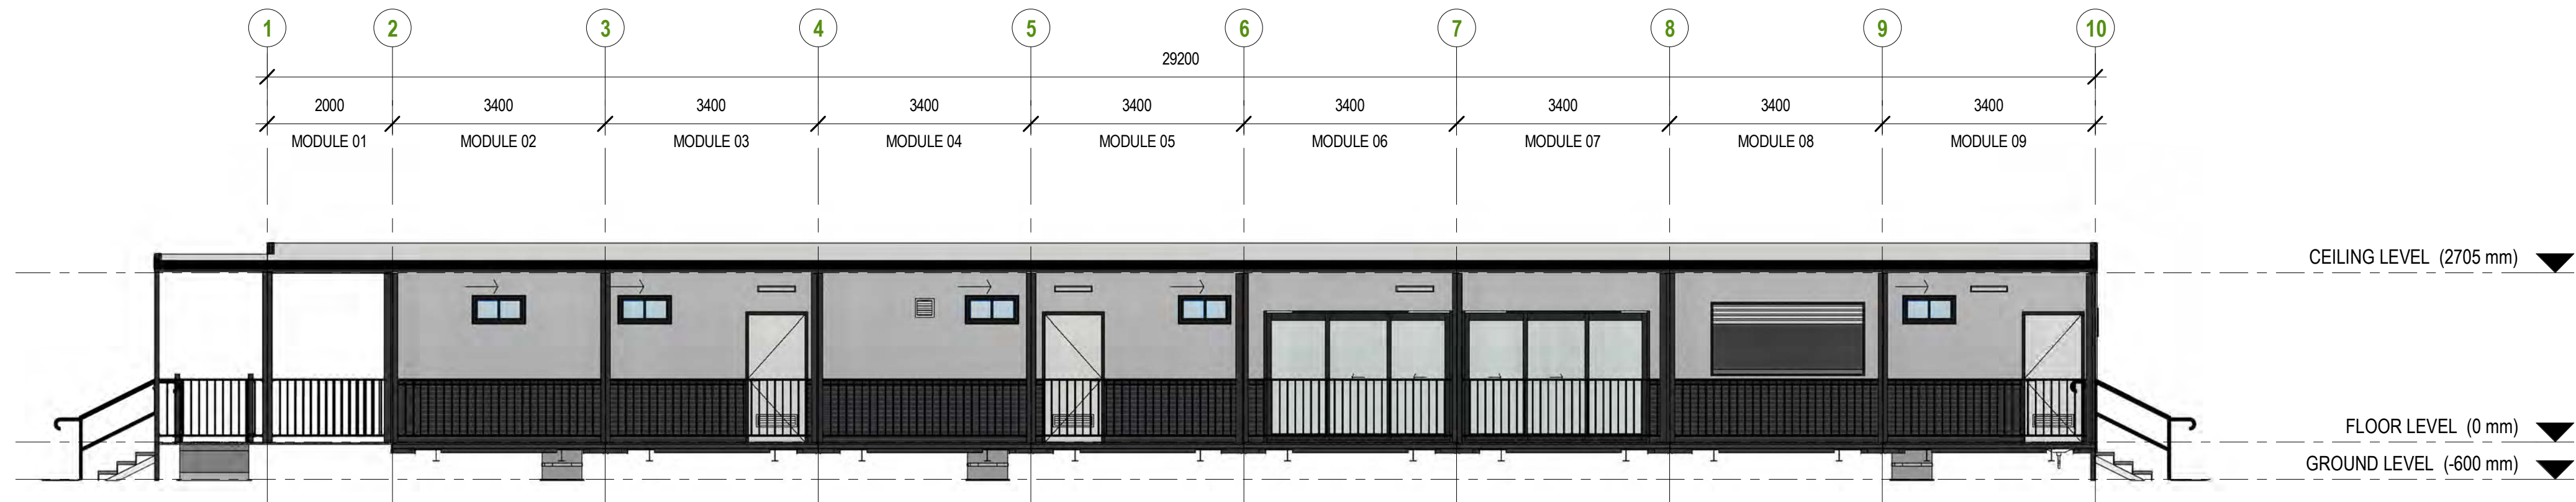 1 2 3 4 5 6 7 8 9 10
29200
2000 3400 3400 3400 3400 3400 3400 3400 3400
MODULE 01 MODULE 02 MODULE 03 MODULE 04 MODULE 05 MODULE 06 MODULE 07 MODULE 08 MODULE 09
CEILING LEVEL (2705 mm)
FLOOR LEVEL (0 mm)
GROUND LEVEL (-600 mm)